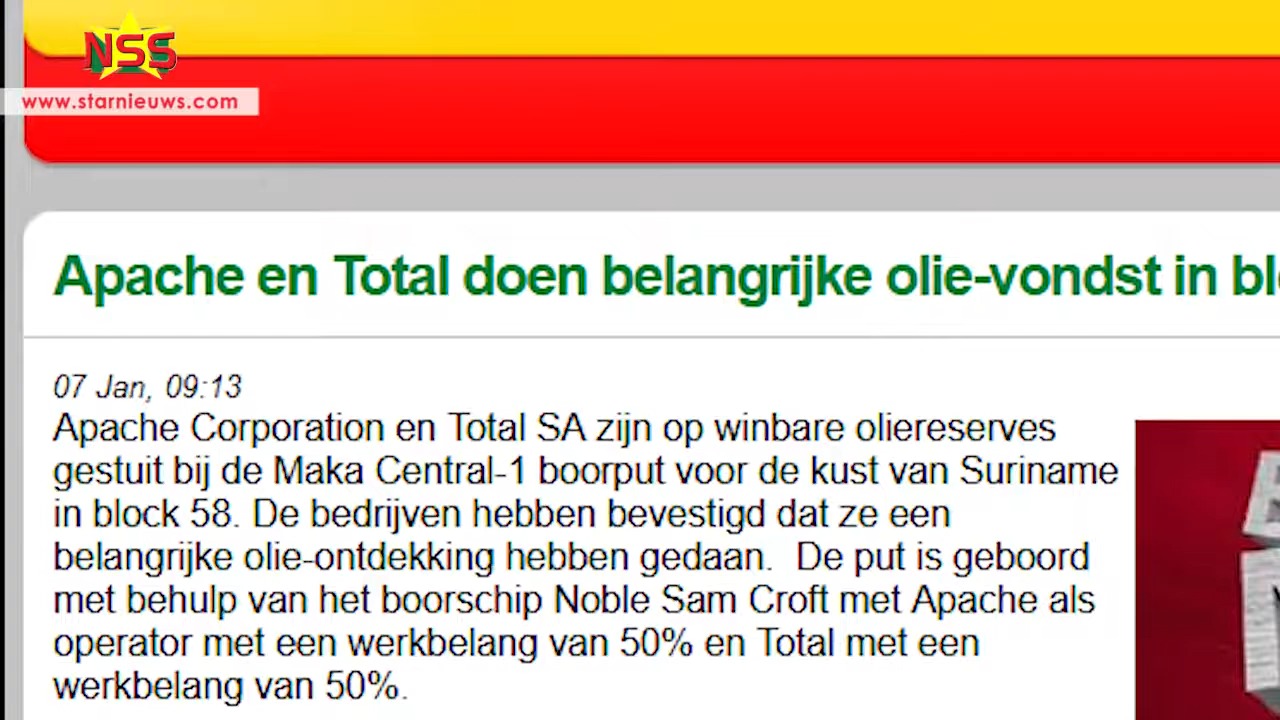 NSS
www.starnieuws.com
Apache en Total doen belangrijke olie-vondst in
07 Jan, 09:13
Apache Corporation en Total SA zijn op winbare oliereserves
gestuit bij de Maka Central-1 boorput voor de kust van Suriname
in block 58. De bedrijven hebben bevestigd dat ze een
belangrijke olie-ontdekking hebben gedaan. De put is geboord
met behulp van het boorschip Noble Sam Croft met Apache als
operator met een werkbelang van 50% en Total met een
werkbelang van 50%.